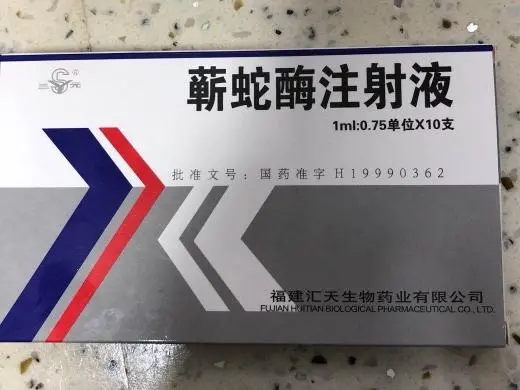 三元®
蕲蛇酶注射液
1ml:0.75单位X10支
批准文号：国药准字H19990362
福建汇天生物药业有限公司
FUJIAN HUITIAN BIOLOGICAL PHARMACEUTICAL CO., LTD.